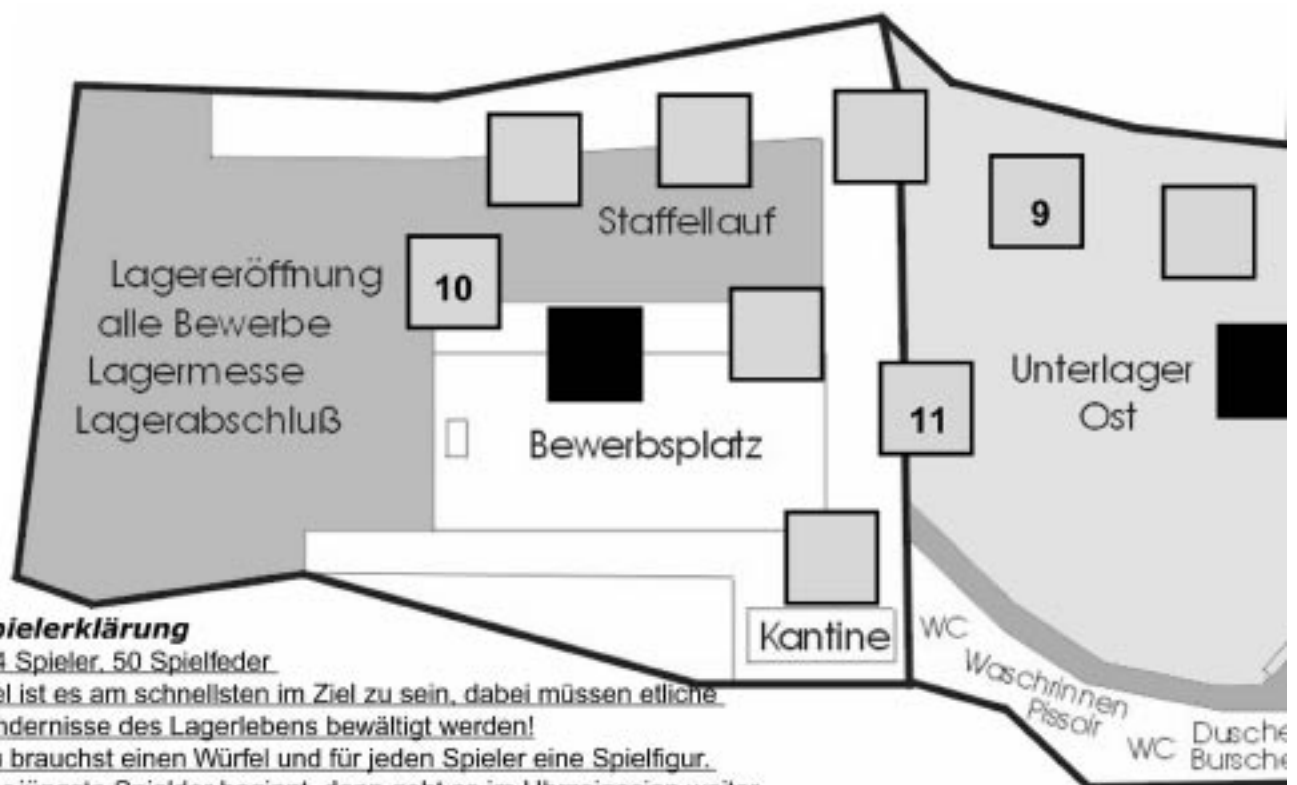 9
Staffellauf
10
Lagereröffnung
alle Bewerbe
Lagermesse
Lagerabschluß
Unterlager
Ost
11
Bewerbsplatz
Kantine
WC
Waschrinnen
Pissoir
WC
Dusche
Bursche
pielerklärung
4 Spieler, 50 Spielfeder
el ist es am schnellsten im Ziel zu sein, dabei müssen etliche
ndernisse des Lagerlebens bewältigt werden!
u brauchst einen Würfel und für jeden Spieler eine Spielfigur.